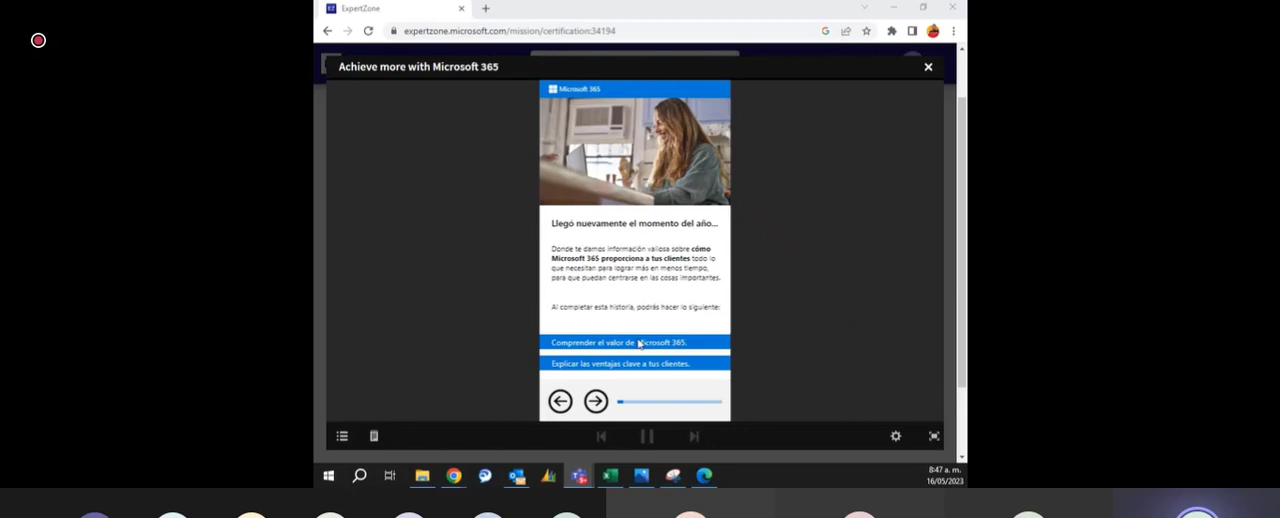 ExpertZone
expertzone.microsoft.com/mission/certification:34194
Achieve more with Microsoft 365
Microsoft 365
Llegó nuevamente el momento del año...
Donde te damos información valiosa sobre cómo
Microsoft 365 proporciona a tus clientes todo lo
que necesitan para lograr más en menos tiempo,
para que puedan centrarse en las cosas importantes.
Al completar esta historia, podrás hacer lo siguiente:
Comprender el valor de Microsoft 365.
Explicar las ventajas clave a tus clientes.
8:47 a. m.
16/05/2023